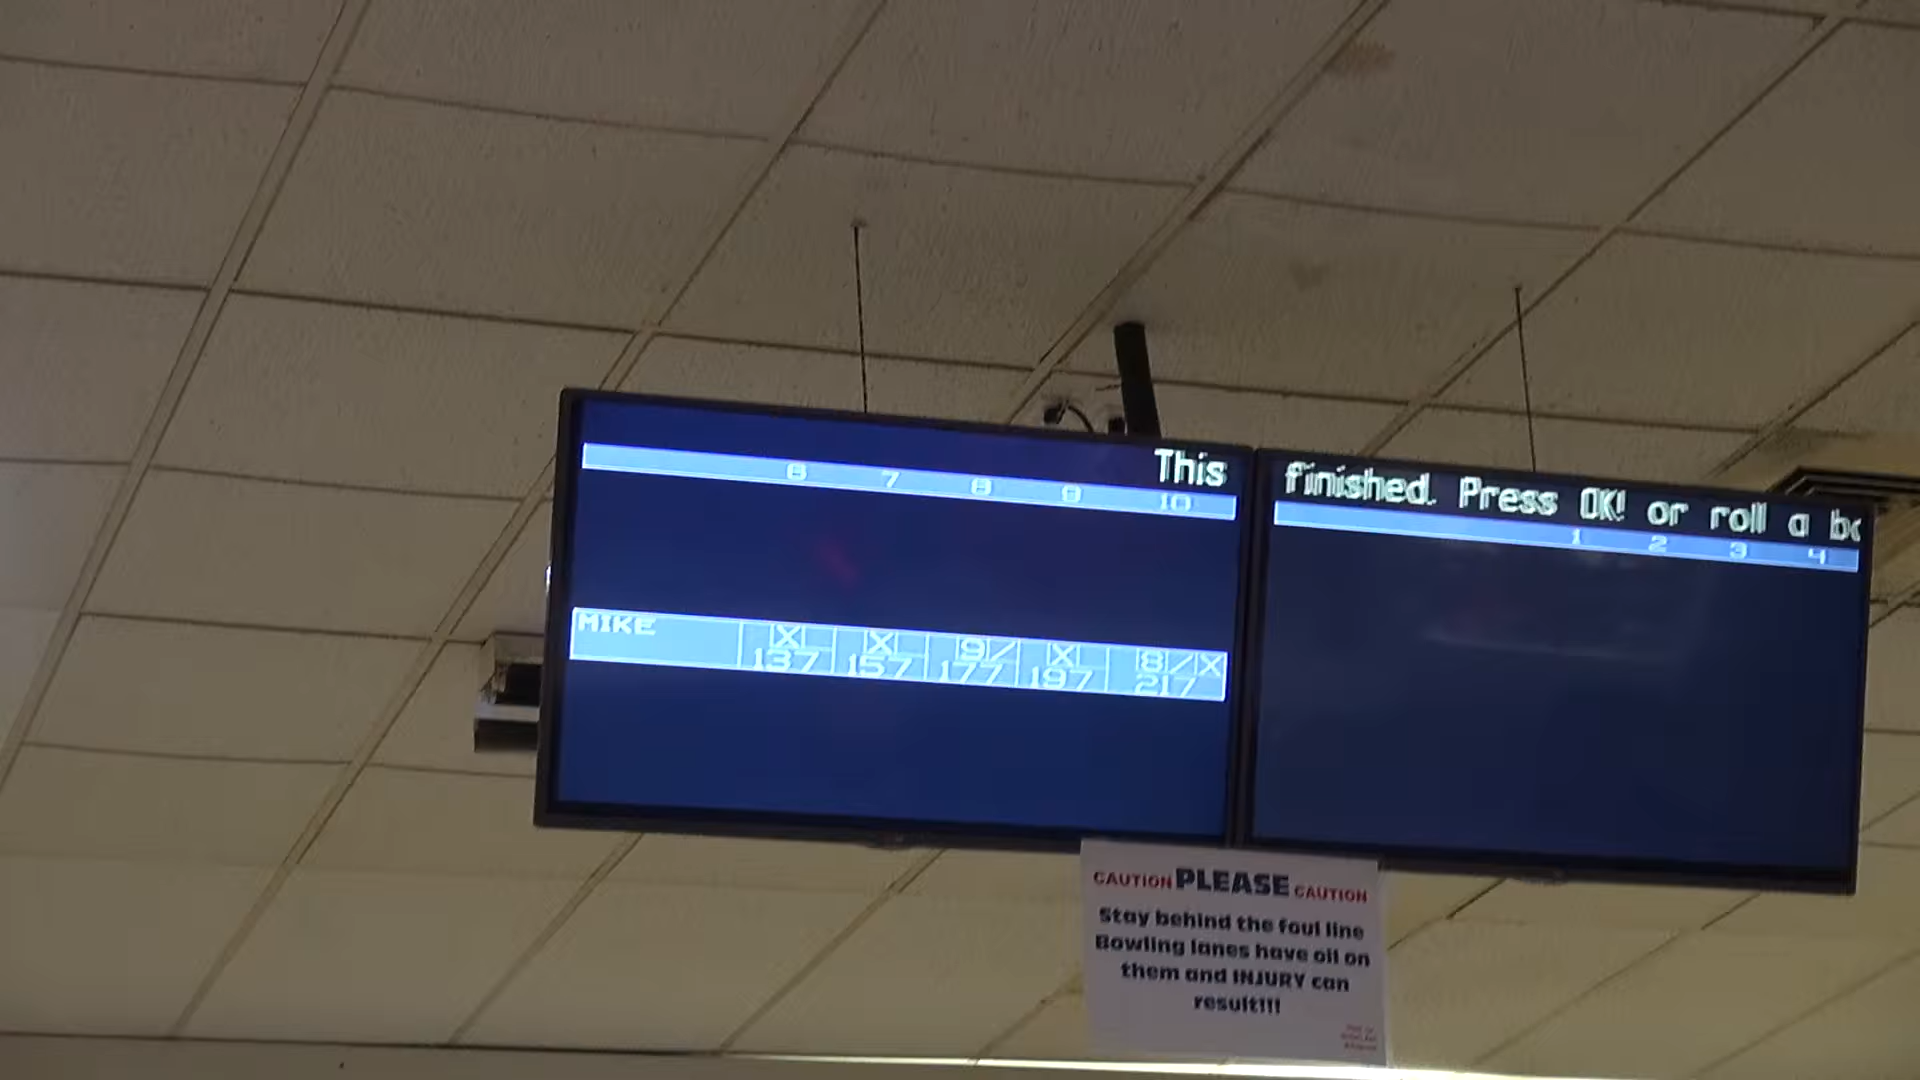 This
6 7 8 9 10
MIKE X X 9/ X 8/X
137 157 177 197 217
finished. Press OK! or roll a
1 2 3 4
CAUTION PLEASE CAUTION
Stay behind the foul line
Bowling lanes have oil on
them and INJURY can
result!!!